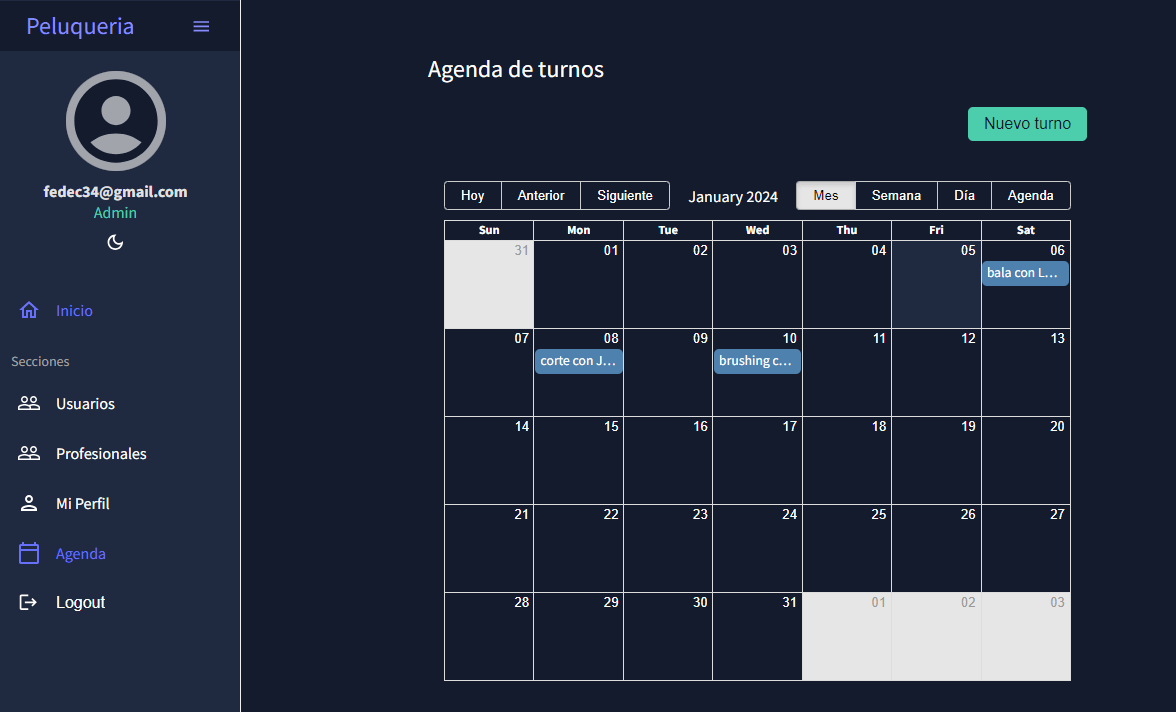 Peluqueria
fedec34@gmail.com
Admin
Inicio
Secciones
Usuarios
Profesionales
Mi Perfil
Agenda
Logout
Agenda de turnos
Nuevo turno
Hoy Anterior Siguiente January 2024 Mes Semana Día Agenda
Sun Mon Tue Wed Thu Fri Sat
31 01 02 03 04 05 06
bala con L...
07 08 09 10 11 12 13
corte con J... brushing c...
14 15 16 17 18 19 20
21 22 23 24 25 26 27
28 29 30 31 01 02 03